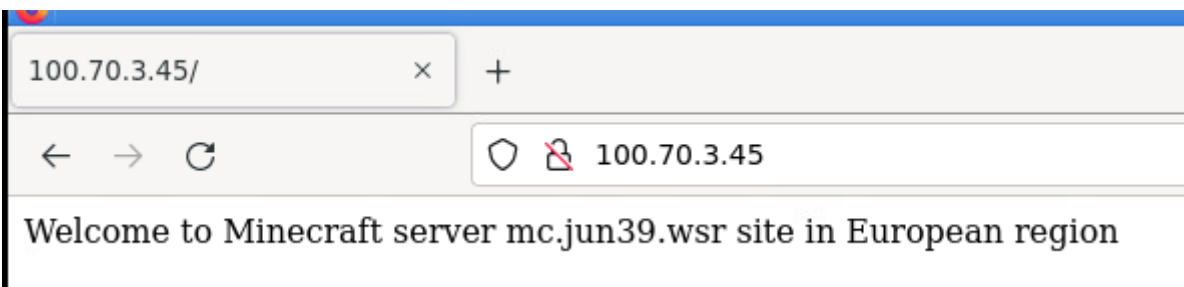 100.70.3.45/
100.70.3.45
Welcome to Minecraft server mc.jun39.wsr site in European region